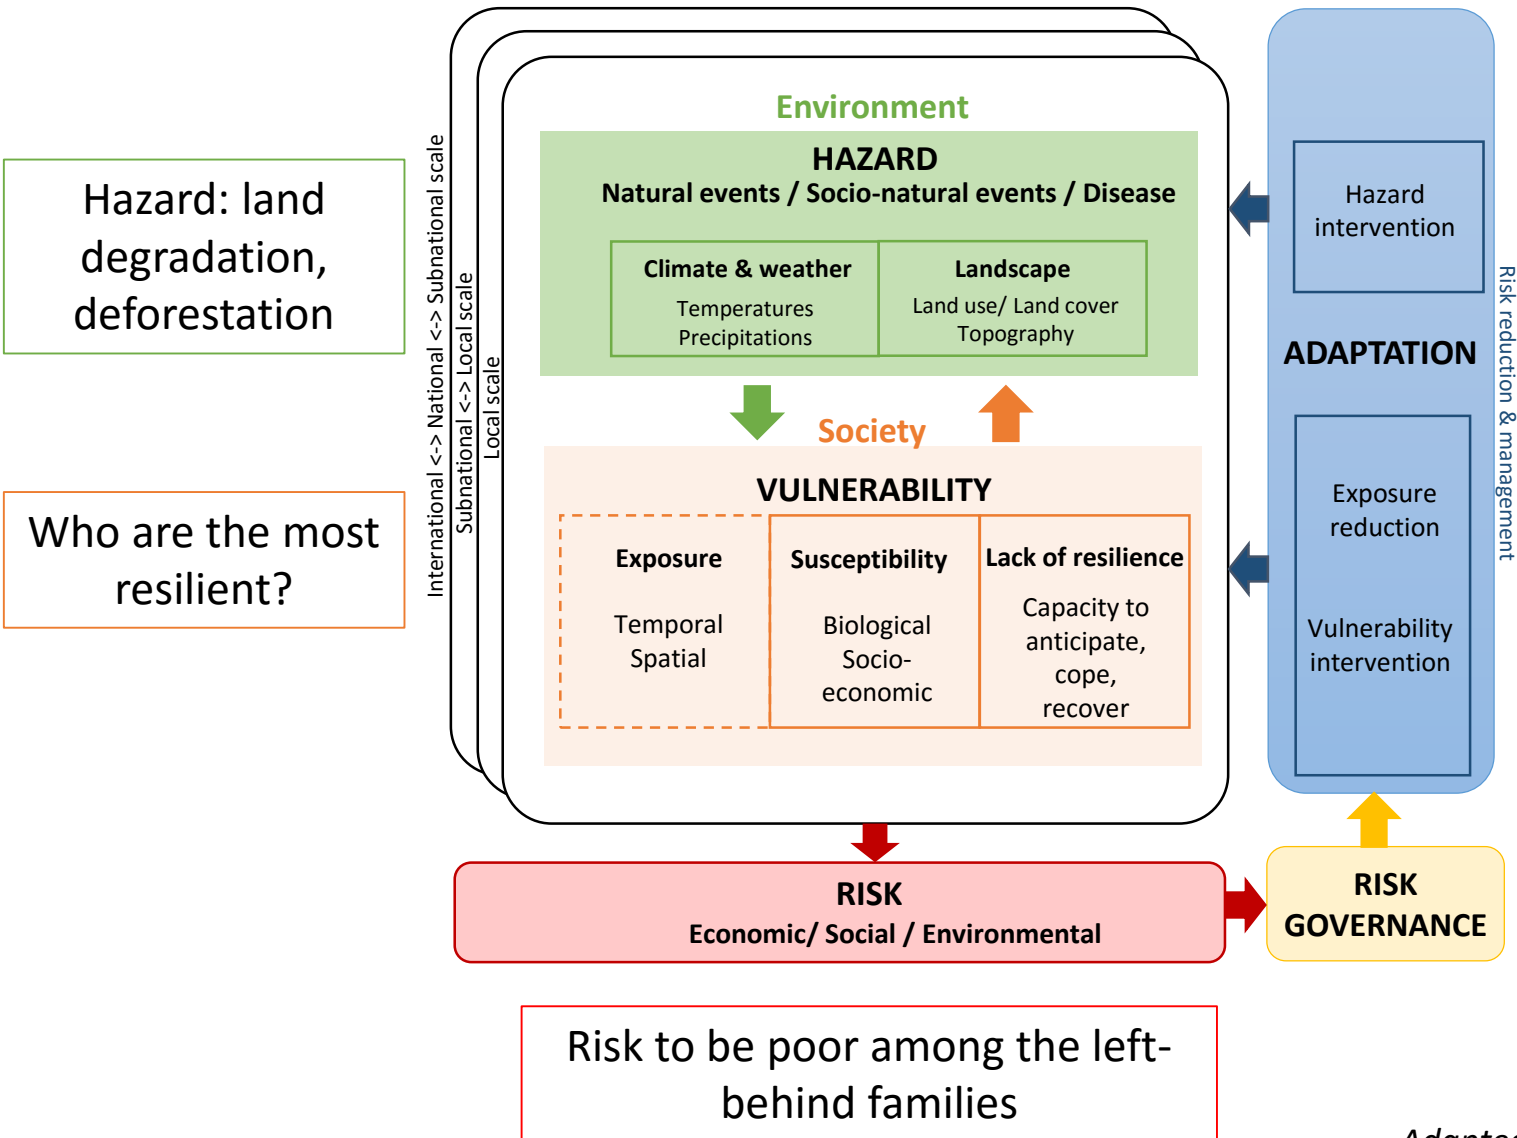 Hazard: land
degradation,
deforestation
Who are the most
resilient?
International <-> National <-> Subnational scale
Subnational <-> Local scale
Local scale
Environment
HAZARD
Natural events / Socio-natural events / Disease
Climate & weather
Temperatures
Precipitations
Landscape
Land use/ Land cover
Topography
Society
VULNERABILITY
Exposure
Temporal
Spatial
Susceptibility
Biological
Socio-
economic
Lack of resilience
Capacity to
anticipate,
cope,
recover
Hazard
intervention
ADAPTATION
Exposure
reduction
Vulnerability
intervention
Risk reduction & management
RISK
Economic/ Social / Environmental
RISK
GOVERNANCE
Risk to be poor among the left-
behind families